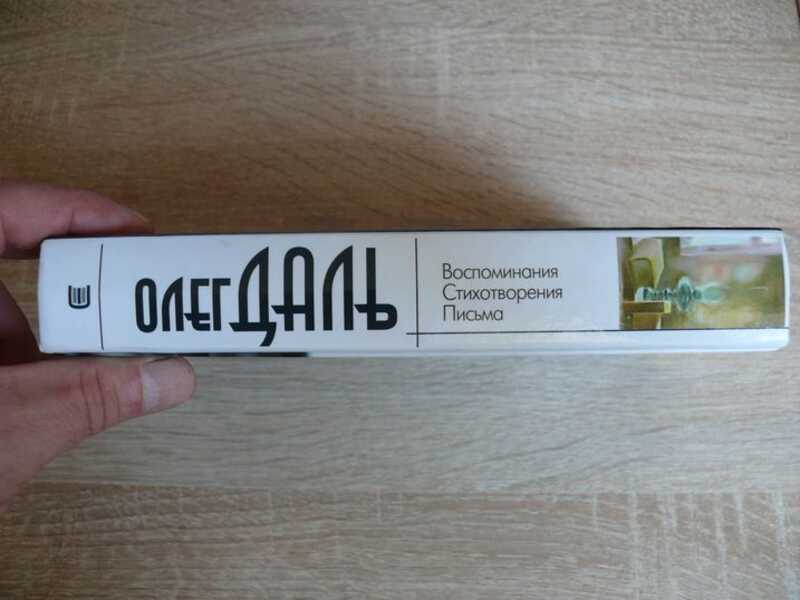 ОЛЕГ ДАЛЬ
Воспоминания
Стихотворения
Письма